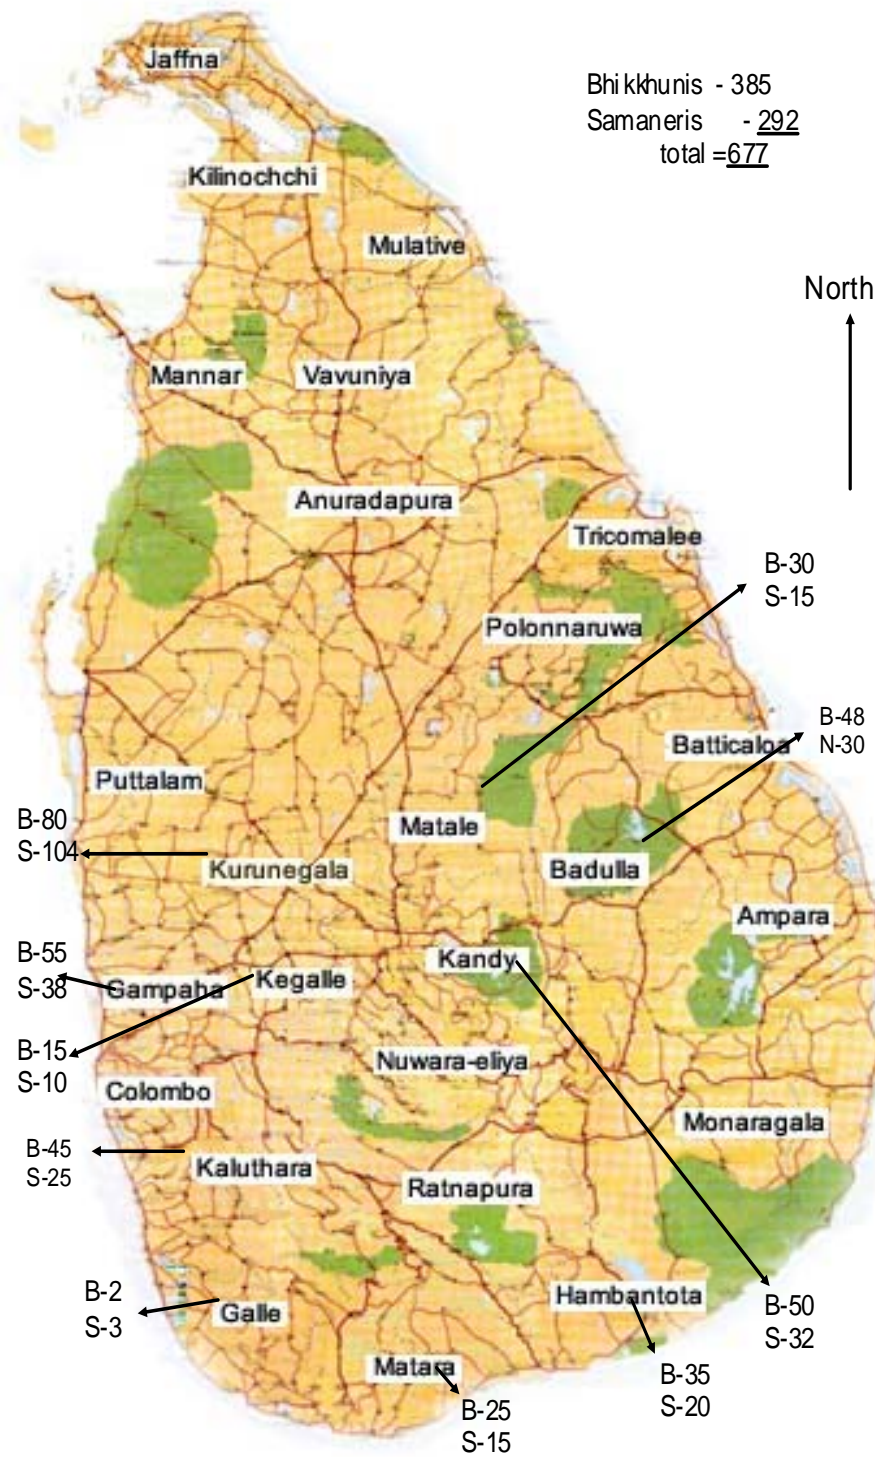 Jaffna
Bhikkhunis - 385
Samaneris - 292
total =677
Kilinochchi
Mulative
North
Mannar
Vavuniya
Anuradapura
Tricomalee
B-30
S-15
Polonnaruwa
B-48
N-30
Batticaloa
Puttalam
Matale
B-80
S-104
Kurunegala
Badulla
Ampara
Kandy
B-55
S-38
Gampaha
Kegalle
B-15
S-10
Nuwara-eliya
Colombo
Monaragala
B-45
S-25
Kaluthara
Ratnapura
B-2
S-3
Galle
Hambantota
B-50
S-32
Matara
B-35
S-20
B-25
S-15